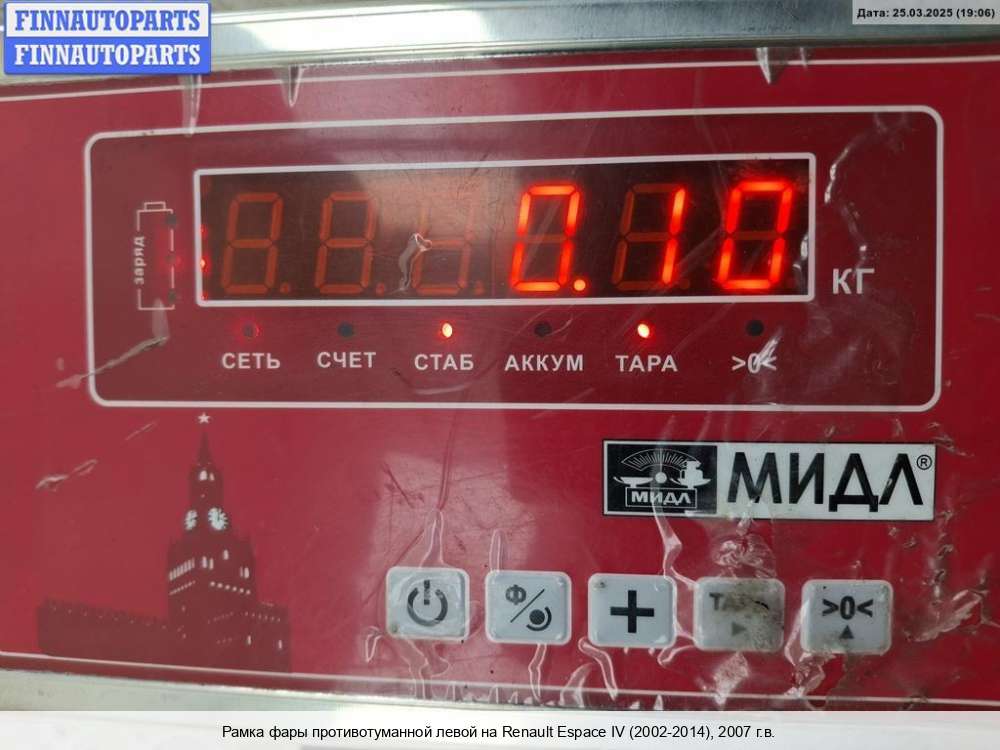 FINNAUTOPARTS
FINNAUTOPARTS
Дата: 25.03.2025 (19:06)
заряд
0.10
КГ
СЕТЬ СЧЕТ СТАБ АККУМ ТАРА >0<
МИДЛ МИДЛ®
Ф
+
>0<
Рамка фары противотуманной левой на Renault Espace IV (2002-2014), 2007 г.в.